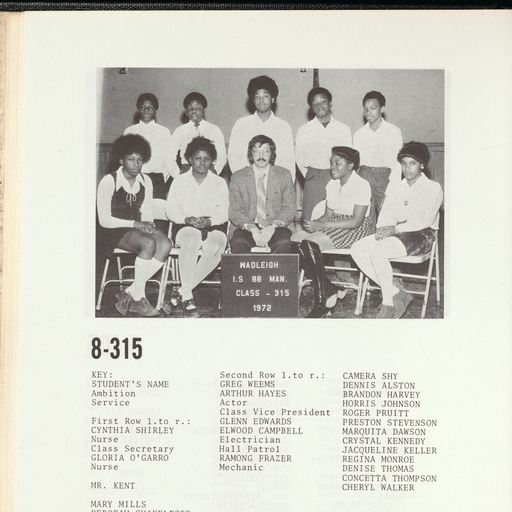 WADLEIGH
I.S 88 MAN.
CLASS - 315
1972
8-315
KEY:
STUDENT'S NAME
Ambition
Service
First Row l.to r.:
CYNTHIA SHIRLEY
Nurse
Class Secretary
GLORIA O'GARRO
Nurse
MR. KENT
MARY MILLS
Second Row l.to r.:
GREG WEEMS
ARTHUR HAYES
Actor
Class Vice President
GLENN EDWARDS
ELWOOD CAMPBELL
Electrician
Hall Patrol
RAMONG FRAZER
Mechanic
CAMERA SHY
DENNIS ALSTON
BRANDON HARVEY
HORRIS JOHNSON
ROGER PRUITT
PRESTON STEVENSON
MARQUITA DAWSON
CRYSTAL KENNEDY
JACQUELINE KELLER
REGINA MONROE
DENISE THOMAS
CONCETTA THOMPSON
CHERYL WALKER